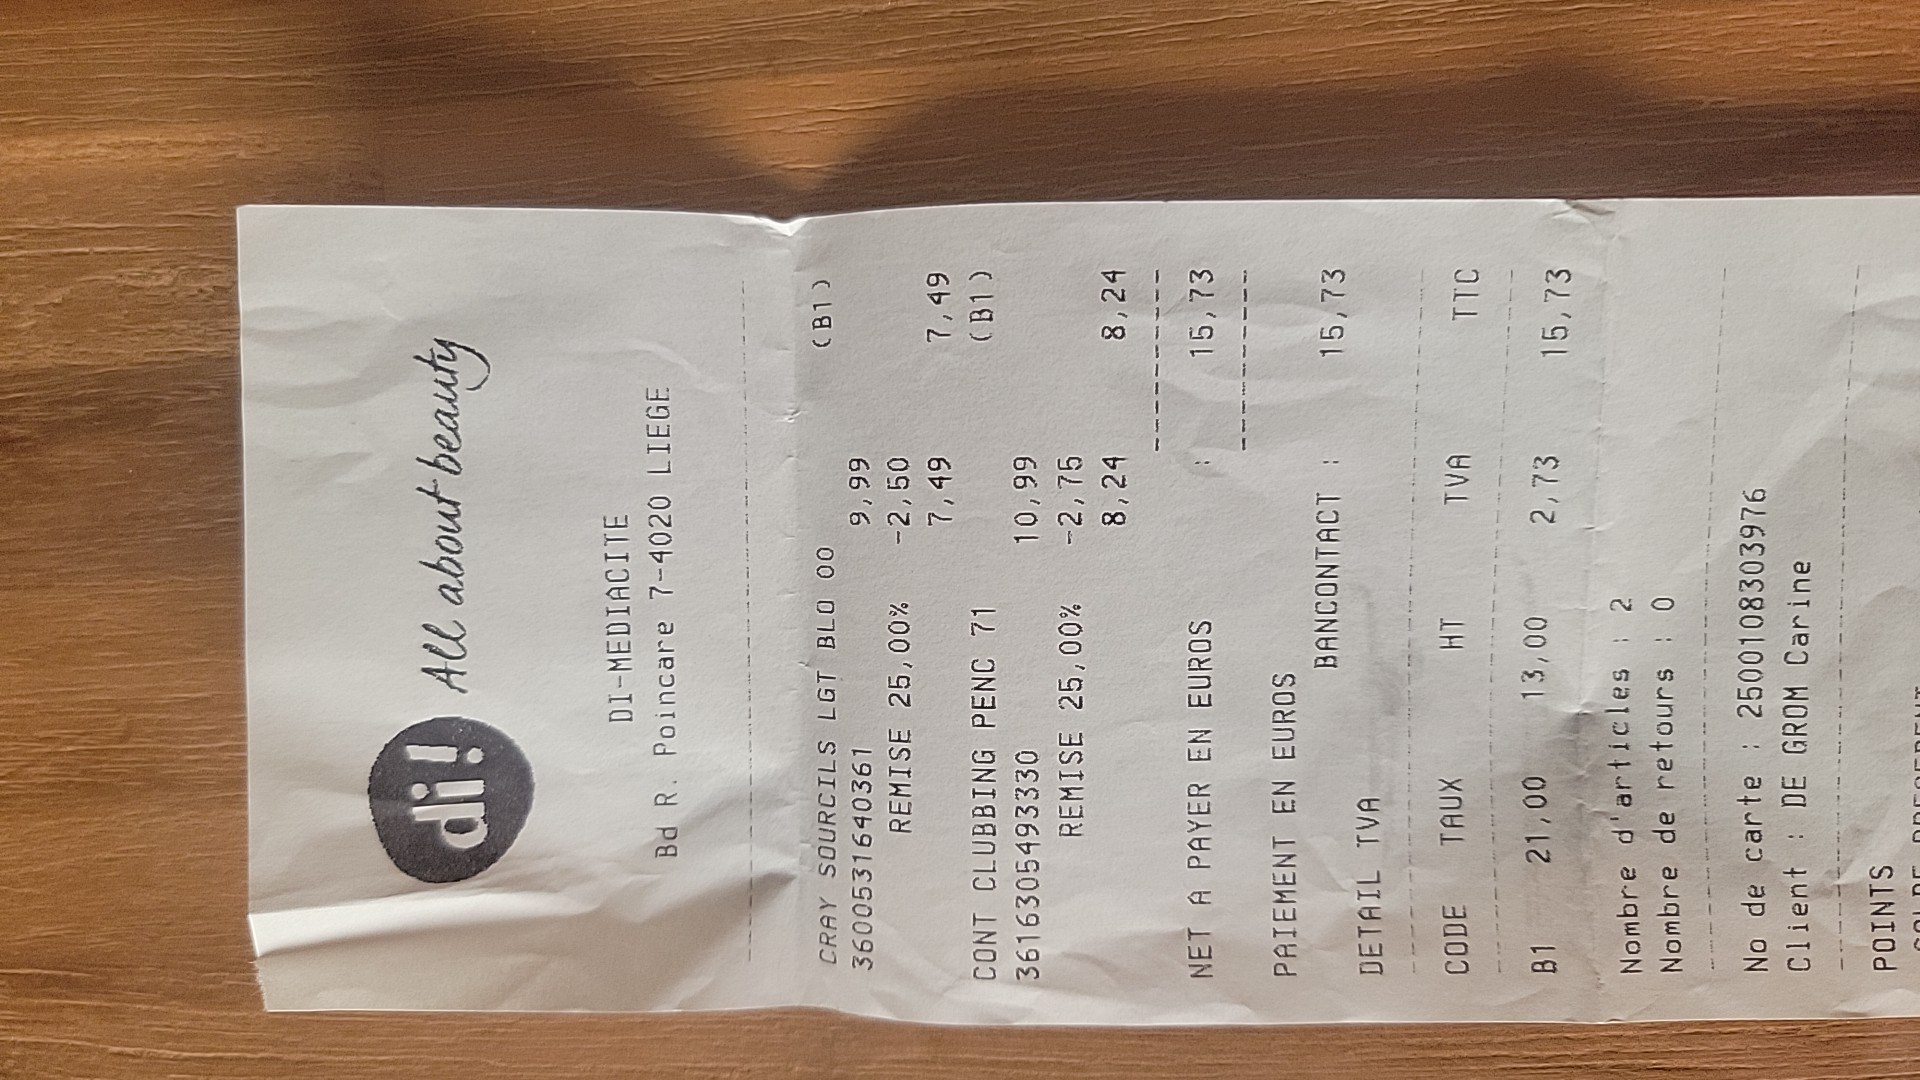 di! All about beauty
DI-MEDIACITE
Bd R. Poincare 7-4020 LIEGE
CRAY SOURCILS LGT BLO 00 (B1)
3600531640361 9,99
REMISE 25,00% -2,50
7,49 7,49
CONT CLUBBING PENC 71 (B1)
3616305493330 10,99
REMISE 25,00% -2,75
8,24 8,24
NET A PAYER EN EUROS : 15,73
PAIEMENT EN EUROS
BANCONTACT : 15,73
DETAIL TVA
CODE TAUX HT TVA TTC
B1 21,00 13,00 2,73 15,73
Nombre d'articles : 2
Nombre de retours : 0
No de carte : 2500108303976
Client : DE GROM Carine
POINTS